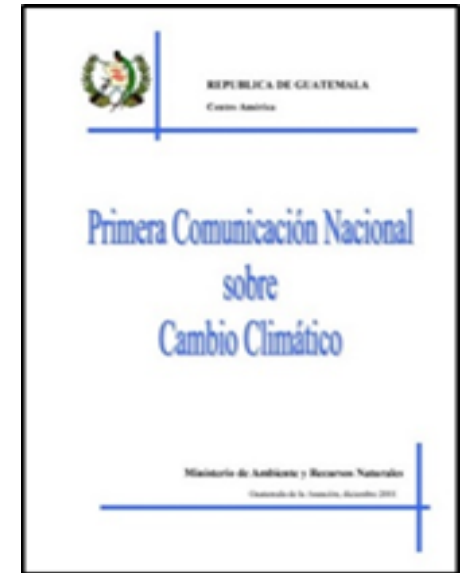 REPUBLICA DE GUATEMALA
Centro América
Primera Comunicación Nacional
sobre
Cambio Climático
Ministerio de Ambiente y Recursos Naturales
Guatemala de la Asunción, diciembre 2001